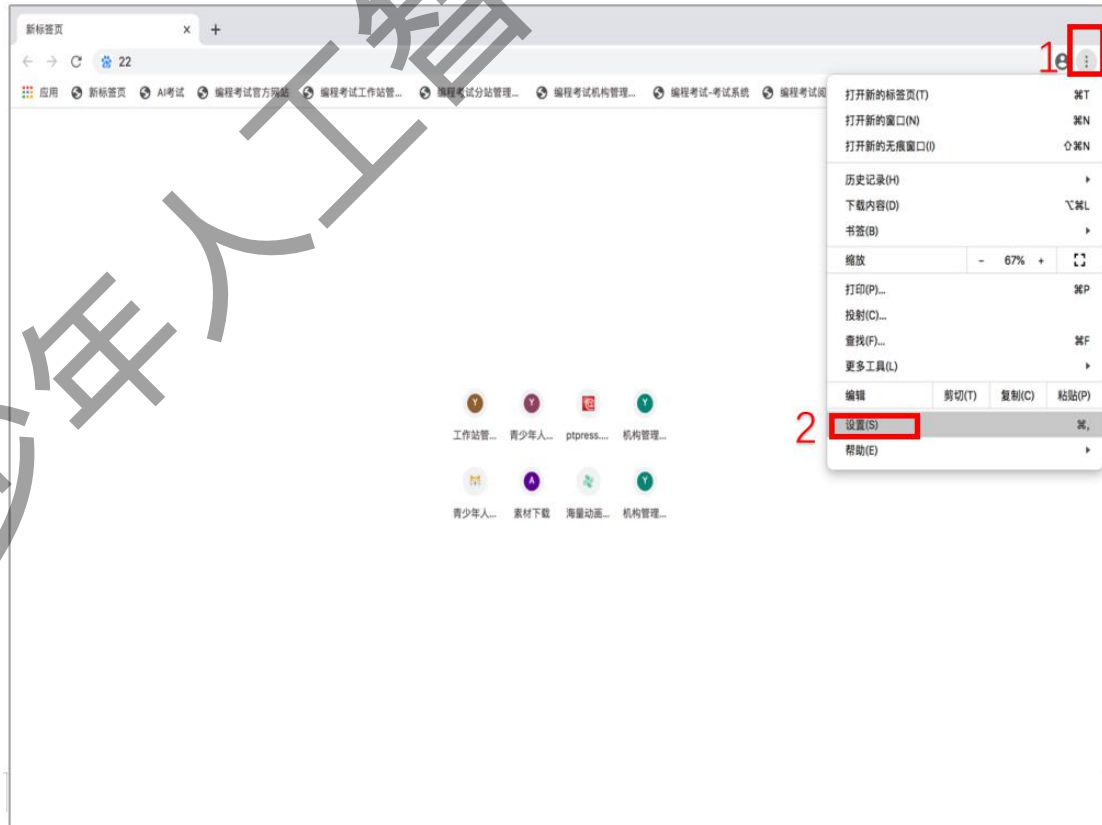 新标签页
22
应用 新标签页 AI考试 编程考试官方网站 编程考试工作站管... 编程考试分站管理... 编程考试机构管理... 编程考试-考试系统 编程考试阅
1
打开新的标签页(T) ⌘T
打开新的窗口(N) ⌘N
打开新的无痕窗口(I) ⇧⌘N
历史记录(H)
下载内容(D) ⌥⌘L
书签(B)
缩放 - 67% +
打印(P)... ⌘P
投射(C)...
查找(F)... ⌘F
更多工具(L)
编辑 剪切(T) 复制(C) 粘贴(P)
2 设置(S) ⌘,
帮助(E)
Y Y Y
工作站管... 青少年人... ptpress.... 机构管理...
A Y
青少年人... 素材下载 海量动画... 机构管理...
少年人工智